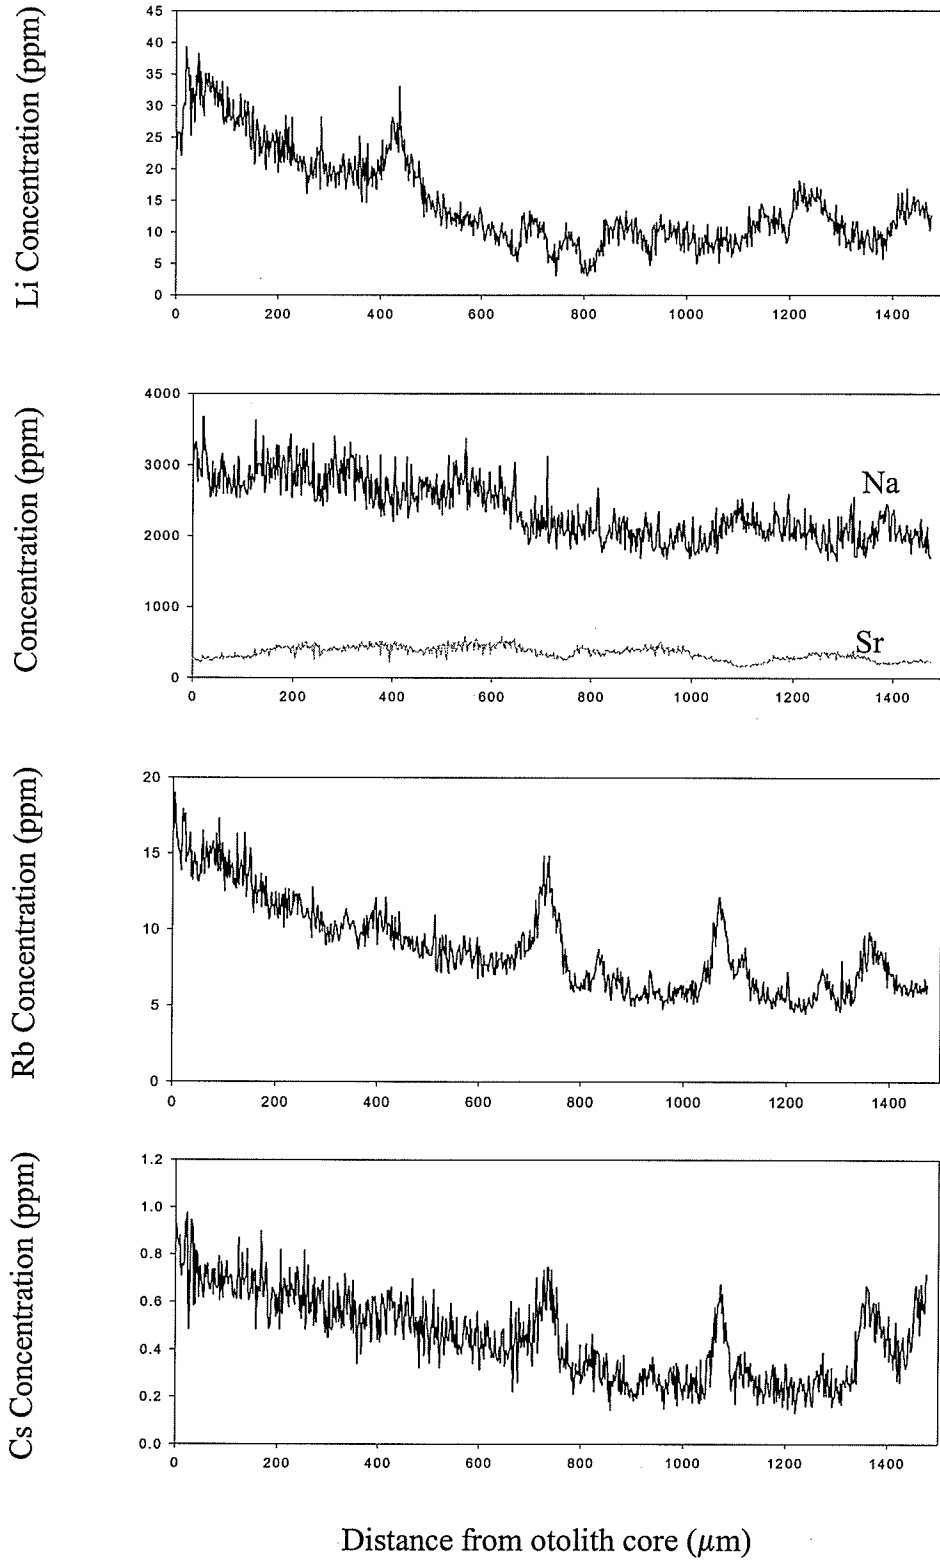 Li Concentration (ppm)
45
40
35
30
25
20
15
10
5
0
0 200 400 600 800 1000 1200 1400
Concentration (ppm)
4000
3000
2000
1000
0
Na
Sr
0 200 400 600 800 1000 1200 1400
Rb Concentration (ppm)
20
15
10
5
0
0 200 400 600 800 1000 1200 1400
Cs Concentration (ppm)
1.2
1.0
0.8
0.6
0.4
0.2
0.0
0 200 400 600 800 1000 1200 1400
Distance from otolith core (μm)